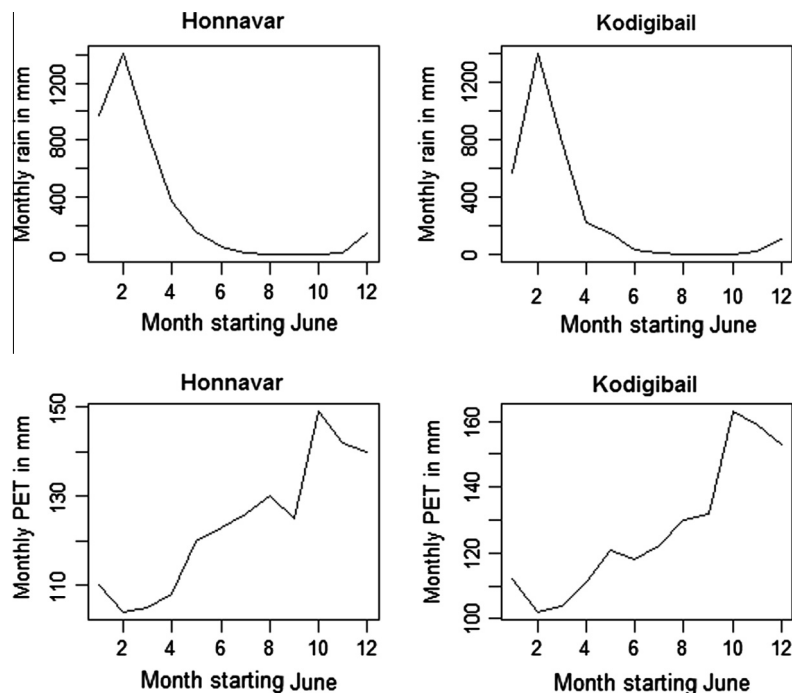 Honnavar
Monthly rain in mm
1200
800
400
0
2 4 6 8 10 12
Month starting June
Kodigibail
Monthly rain in mm
1200
800
400
0
2 4 6 8 10 12
Month starting June
Honnavar
Monthly PET in mm
150
130
110
2 4 6 8 10 12
Month starting June
Kodigibail
Monthly PET in mm
160
140
120
100
2 4 6 8 10 12
Month starting June